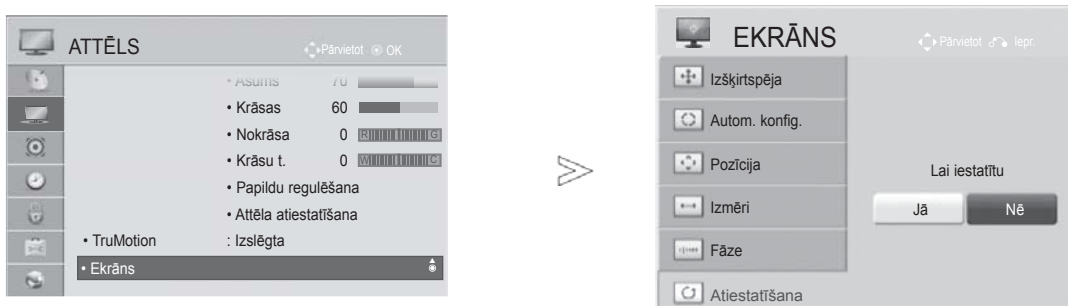 ATTĒLS
Pārvietot OK
• Asums 70
• Krāsas 60
• Nokrāsa 0 R G
• Krāsu t. 0 W C
• Papildu regulēšana
• Attēla atiestatīšana
• TruMotion : Izslēgta
• Ekrāns
EKRĀNS
Pārvietot Iepr.
Izšķirtspēja
Autom. konfig.
Pozīcija
Izmēri
Fāze
Atiestatīšana
Lai iestatītu
Jā Nē